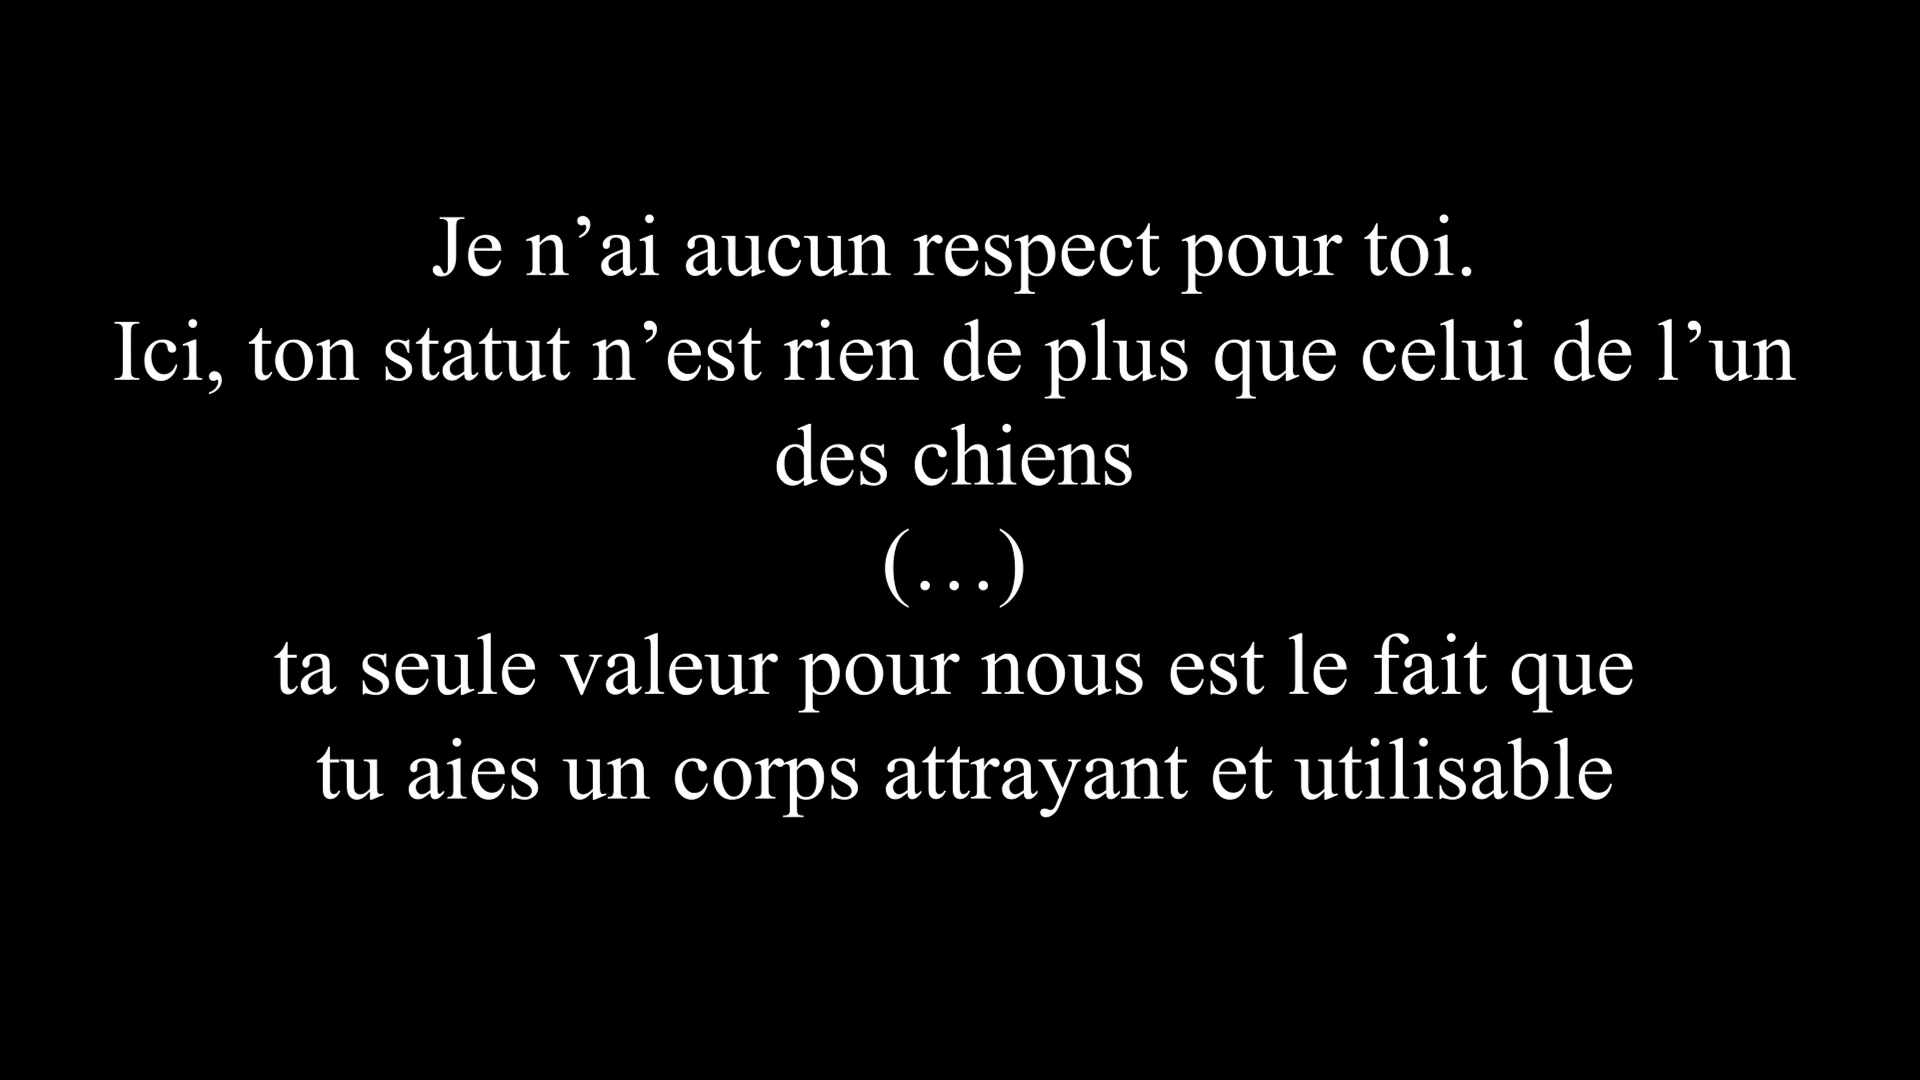 Je n’ai aucun respect pour toi.
Ici, ton statut n’est rien de plus que celui de l’un
des chiens
(…)
ta seule valeur pour nous est le fait que
tu aies un corps attrayant et utilisable